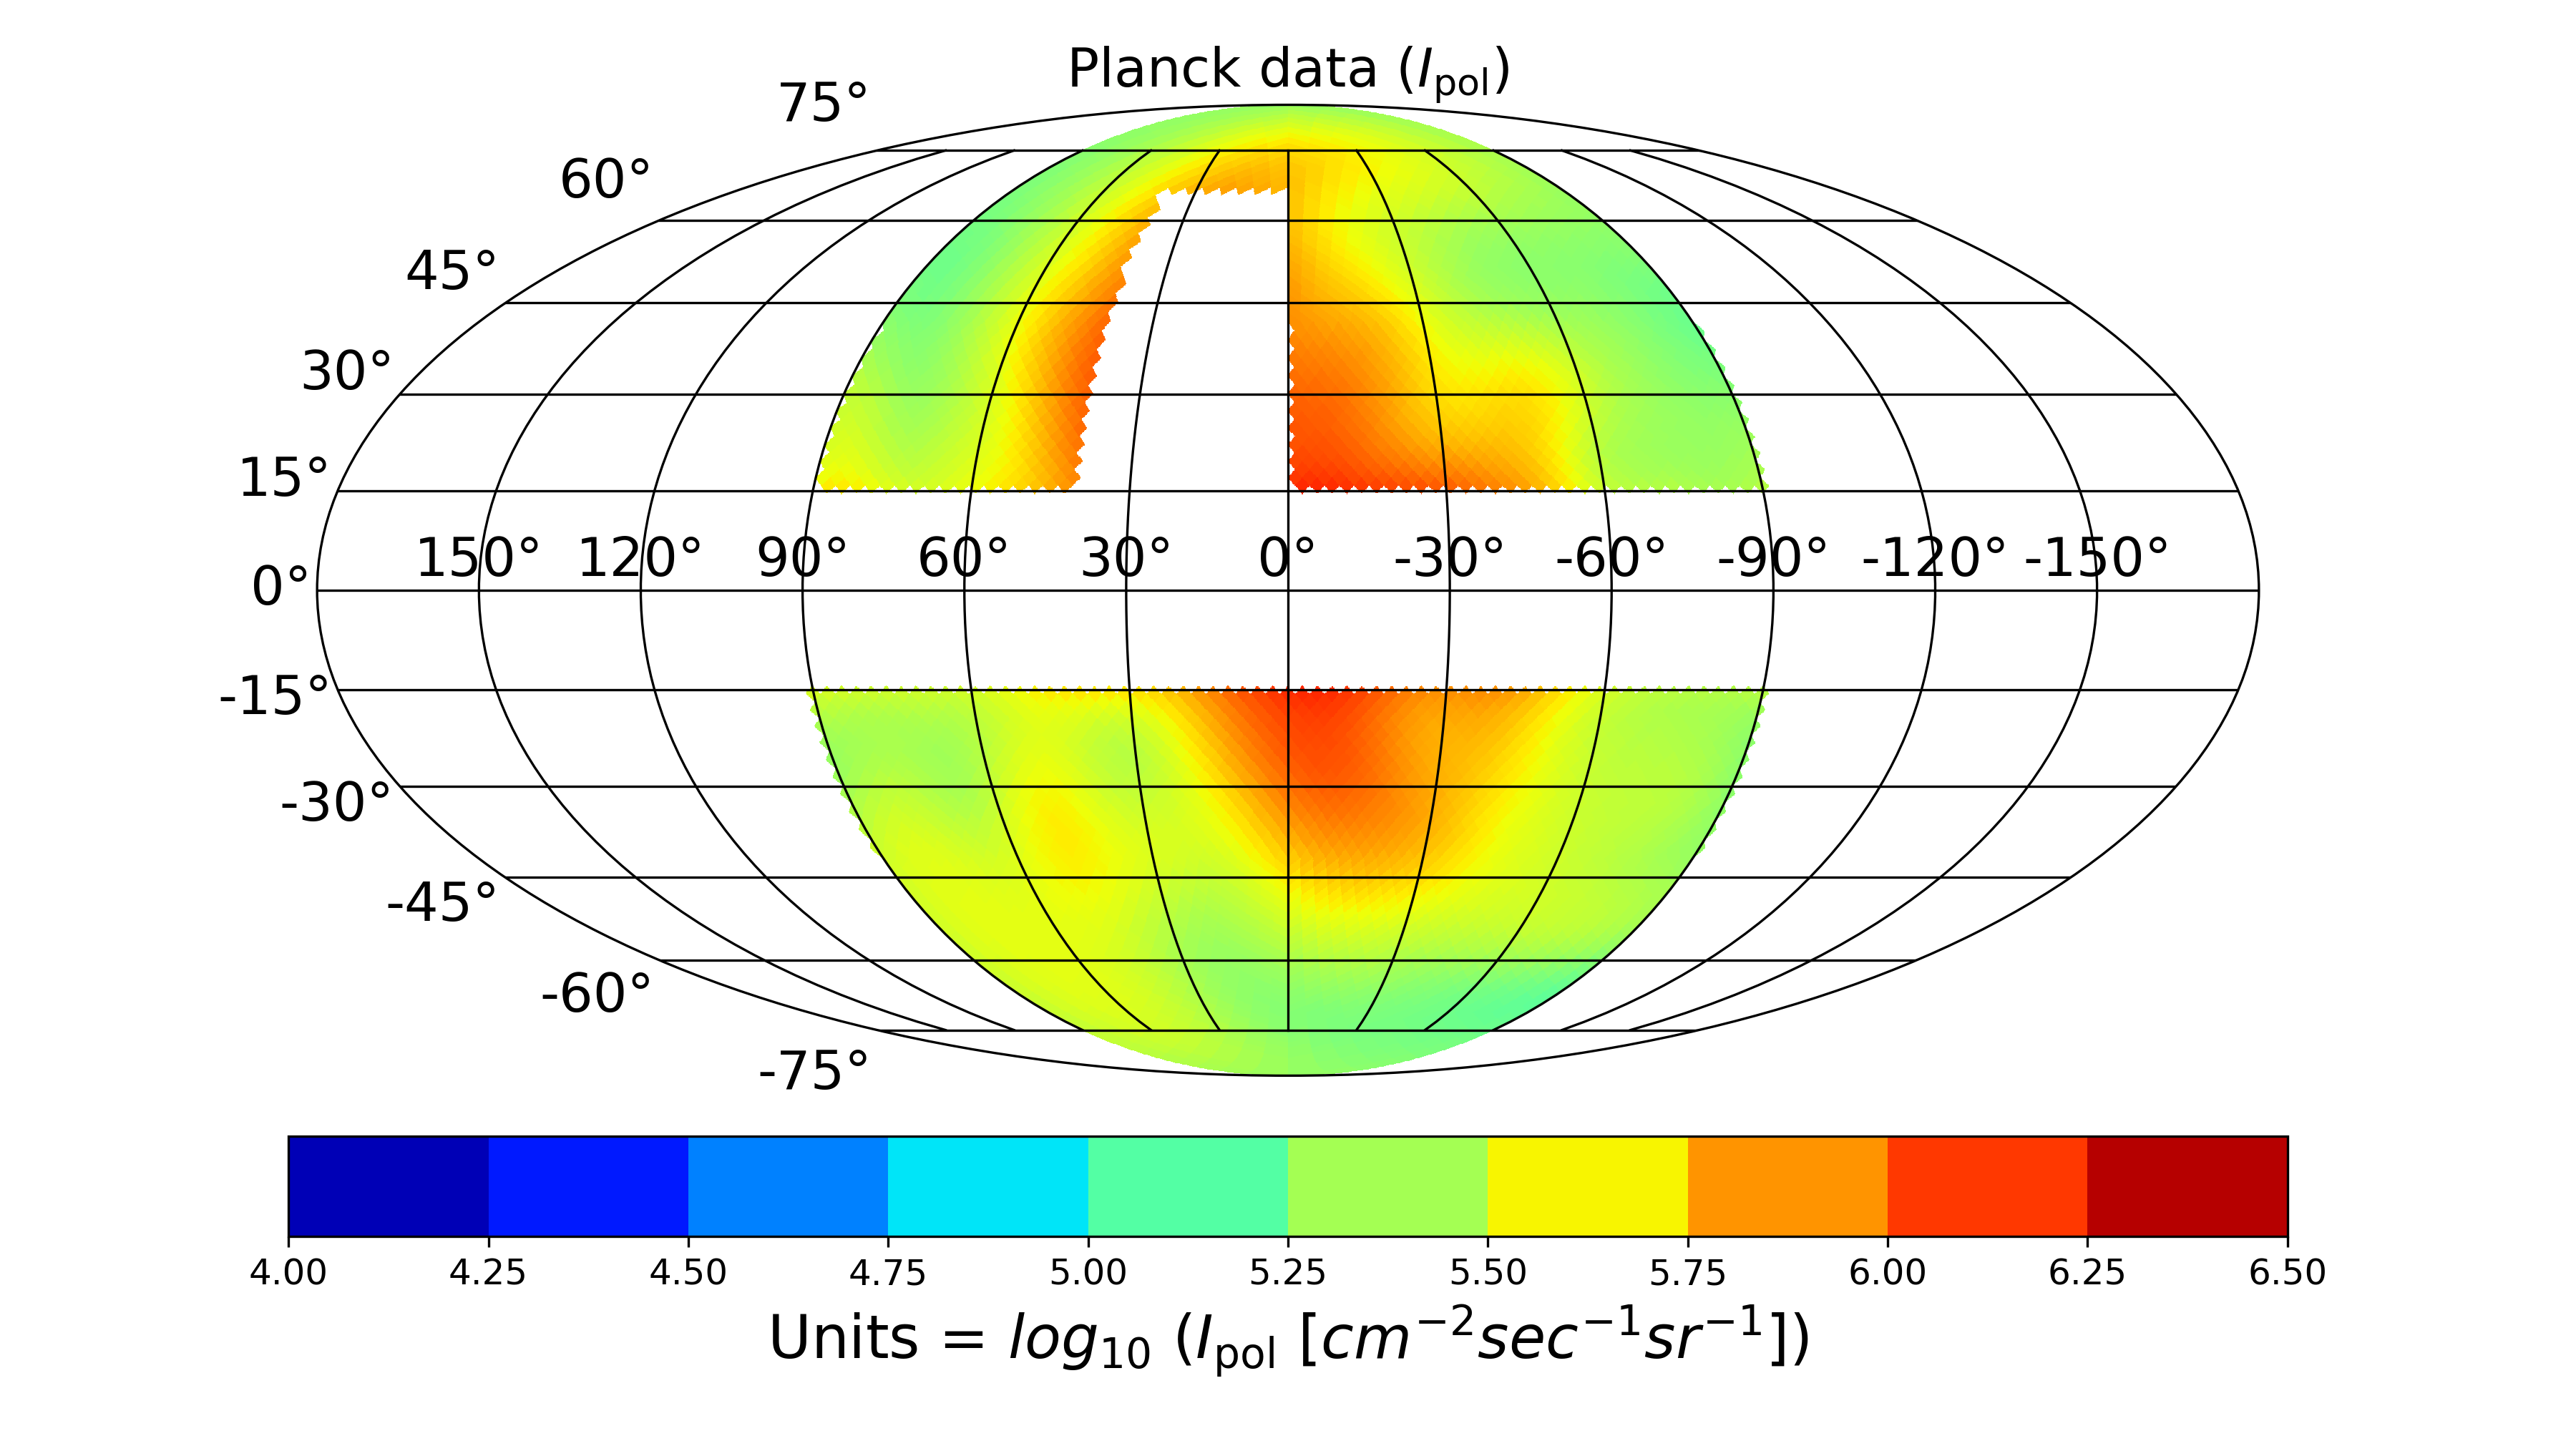 Planck data (I_pol)
75°
60°
45°
30°
15°
150° 120° 90° 60° 30° 0° -30° -60° -90° -120° -150°
0°
-15°
-30°
-45°
-60°
-75°
4.00 4.25 4.50 4.75 5.00 5.25 5.50 5.75 6.00 6.25 6.50
Units = log₁₀ (I_pol [cm⁻²sec⁻¹sr⁻¹])